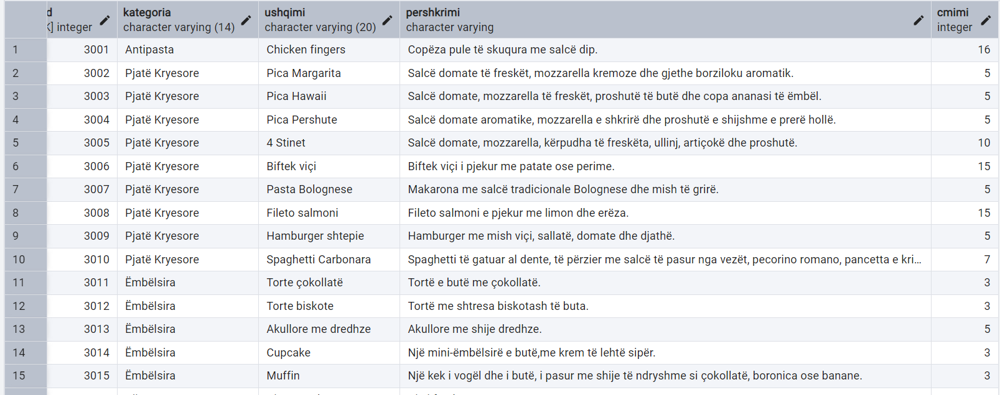 d kategoria ushqimi pershkrimi cmimi
K] integer character varying (14) character varying (20) character varying integer
1 3001 Antipasta Chicken fingers Copëza pule të skuqura me salcë dip. 16
2 3002 Pjatë Kryesore Pica Margarita Salcë domate të freskët, mozzarella kremoze dhe gjethe borziloku aromatik. 5
3 3003 Pjatë Kryesore Pica Hawaii Salcë domate, mozzarella të freskët, proshutë të butë dhe copa ananasi të ëmbël. 5
4 3004 Pjatë Kryesore Pica Pershute Salcë domate aromatike, mozzarella e shkrirë dhe proshutë e shijshme e prerë hollë. 5
5 3005 Pjatë Kryesore 4 Stinet Salcë domate, mozzarella, kërpudha të freskëta, ullinj, artiçokë dhe proshutë. 10
6 3006 Pjatë Kryesore Biftek viçi Biftek viçi i pjekur me patate ose perime. 15
7 3007 Pjatë Kryesore Pasta Bolognese Makarona me salcë tradicionale Bolognese dhe mish të grirë. 5
8 3008 Pjatë Kryesore Fileto salmoni Fileto salmoni e pjekur me limon dhe erëza. 15
9 3009 Pjatë Kryesore Hamburger shtepie Hamburger me mish viçi, sallatë, domate dhe djathë. 5
10 3010 Pjatë Kryesore Spaghetti Carbonara Spaghetti të gatuar al dente, të përzier me salcë të pasur nga vezët, pecorino romano, pancetta e kri... 7
11 3011 Ëmbëlsira Torte çokollatë Tortë e butë me çokollatë. 3
12 3012 Ëmbëlsira Torte biskote Tortë me shtresa biskotash të buta. 3
13 3013 Ëmbëlsira Akullore me dredhze Akullore me shije dredhze. 5
14 3014 Ëmbëlsira Cupcake Një mini-ëmbëlsirë e butë,me krem të lehtë sipër. 3
15 3015 Ëmbëlsira Muffin Një kek i vogël dhe i butë, i pasur me shije të ndryshme si çokollatë, boronica ose banane. 3